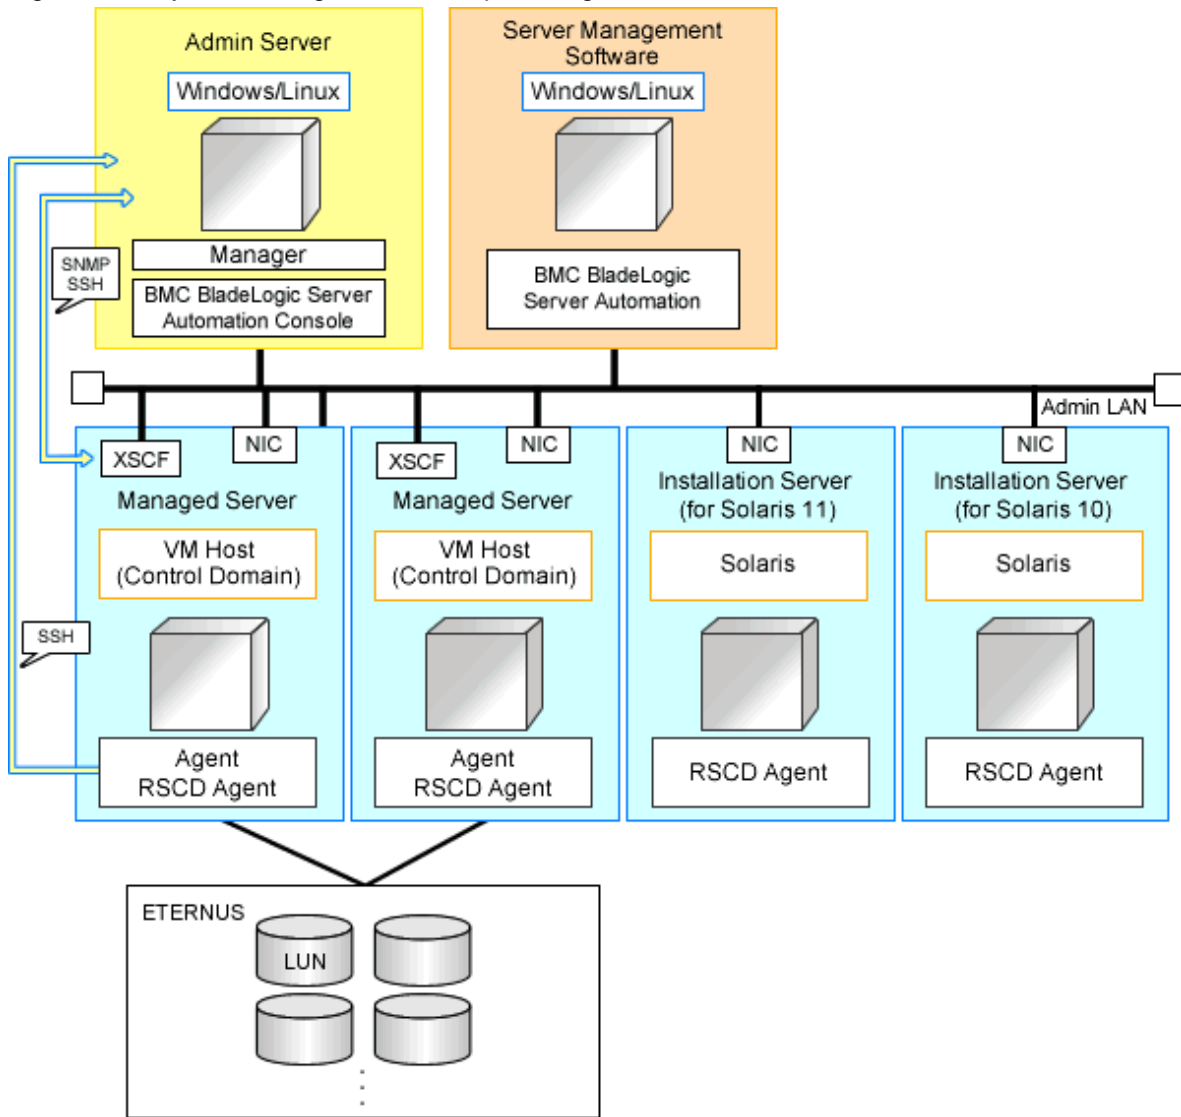 Admin Server
Windows/Linux
Manager
BMC BladeLogic Server
Automation Console
Server Management
Software
Windows/Linux
BMC BladeLogic
Server Automation
SNMP
SSH
Admin LAN
XSCF
NIC
Managed Server
VM Host
(Control Domain)
Agent
RSCD Agent
XSCF
NIC
Managed Server
VM Host
(Control Domain)
Agent
RSCD Agent
NIC
Installation Server
(for Solaris 11)
Solaris
RSCD Agent
NIC
Installation Server
(for Solaris 10)
Solaris
RSCD Agent
SSH
ETERNUS
LUN